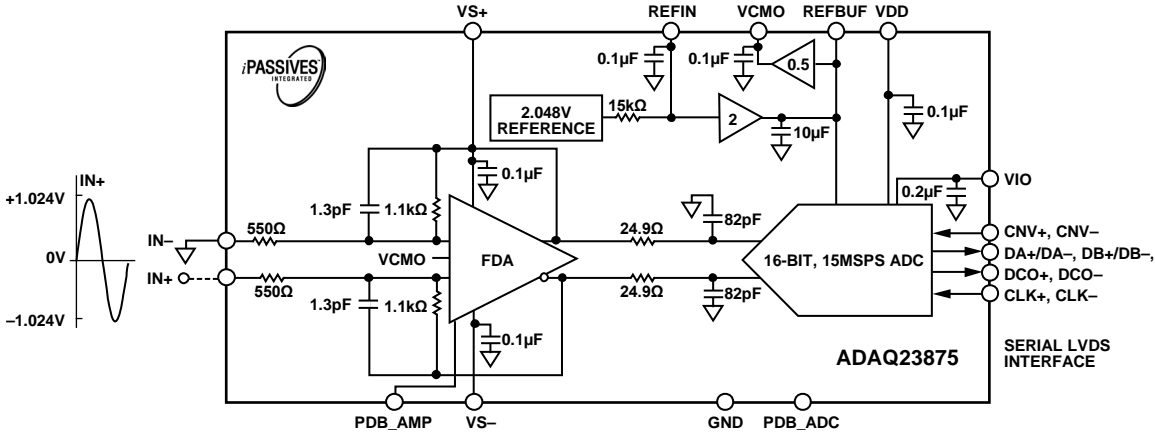 VS+
REFIN
VCMO
REFBUF
VDD
iPASSIVES™
INTEGRATED
0.1µF
0.1µF
0.5
2.048V
REFERENCE
15kΩ
2
10µF
0.1µF
0.1µF
IN+
+1.024V
0V
–1.024V
1.3pF
1.1kΩ
550Ω
IN–
VCMO
FDA
IN+
550Ω
1.3pF
1.1kΩ
0.1µF
24.9Ω
82pF
24.9Ω
82pF
16-BIT, 15MSPS ADC
0.2µF
VIO
CNV+, CNV–
DA+/DA–, DB+/DB–,
DCO+, DCO–
CLK+, CLK–
SERIAL LVDS
INTERFACE
ADAQ23875
PDB_AMP
VS–
GND
PDB_ADC